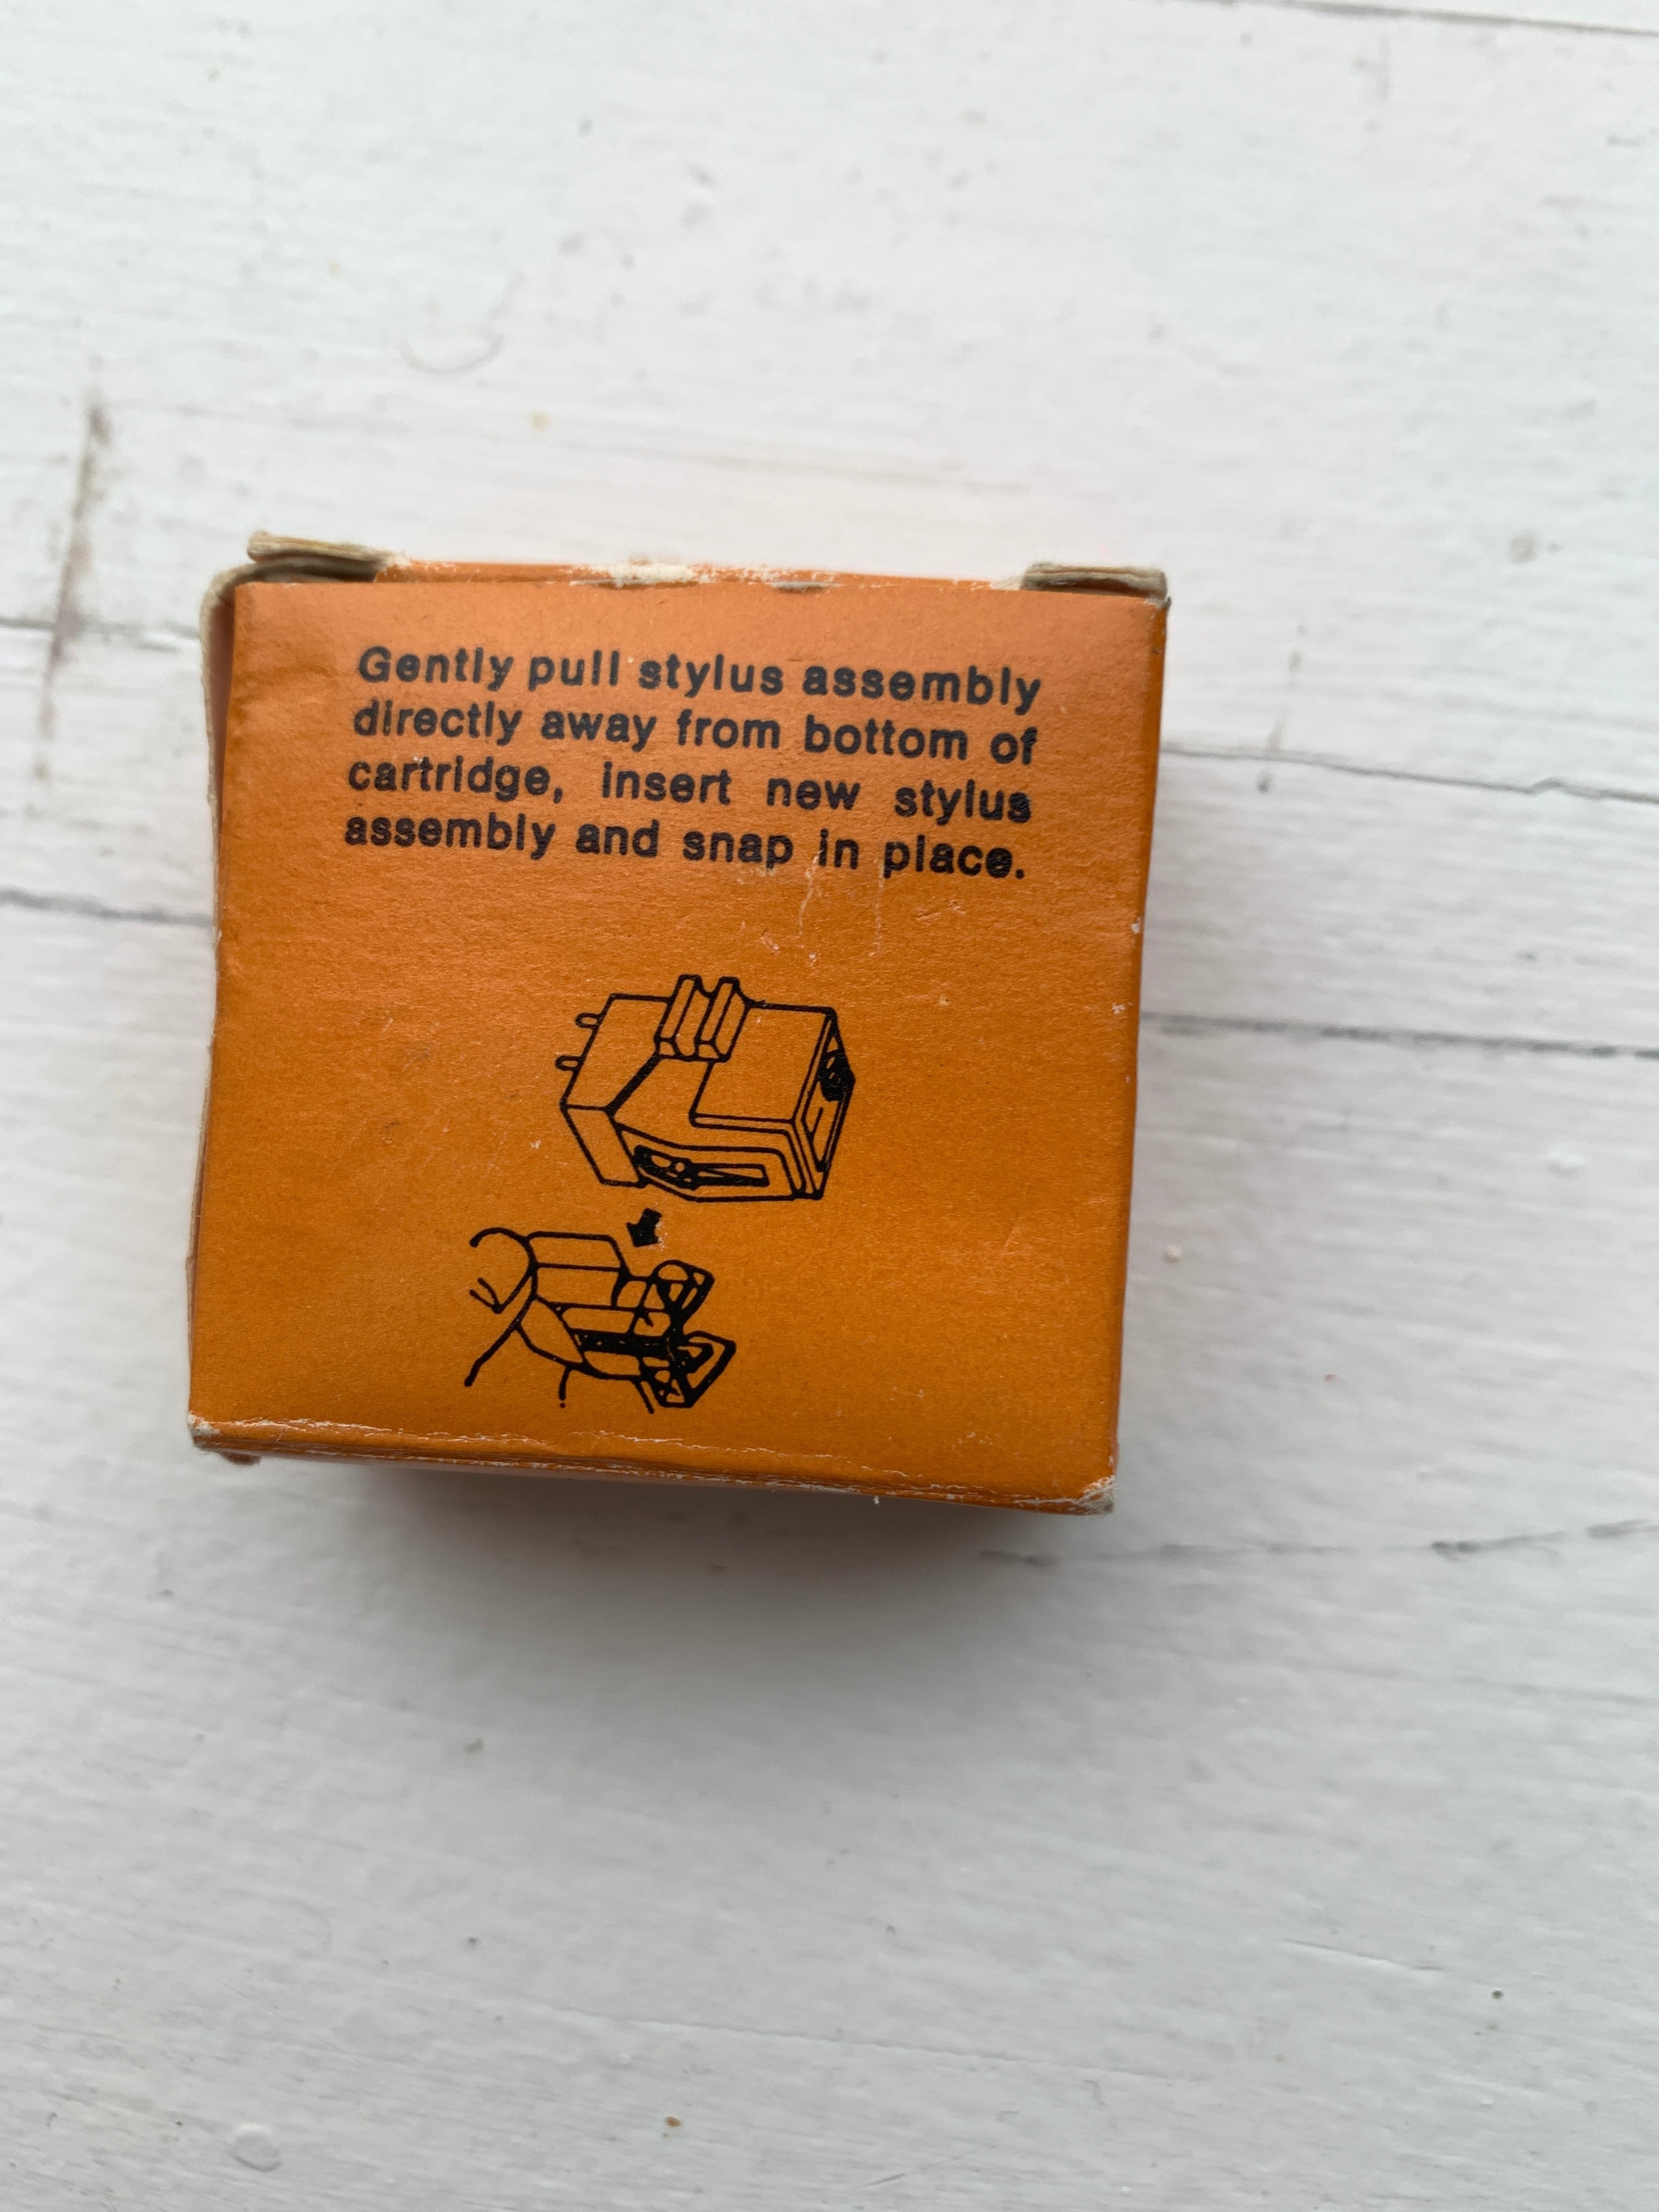 Gently pull stylus assembly
directly away from bottom of
cartridge, insert new stylus
assembly and snap in place.